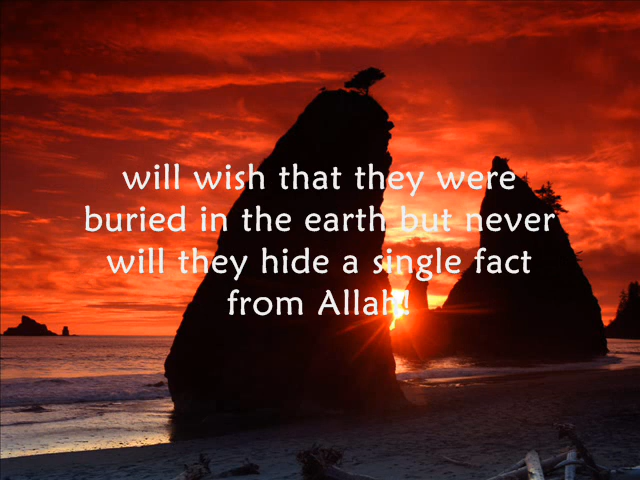 will wish that they were
buried in the earth but never
will they hide a single fact
from Allah!